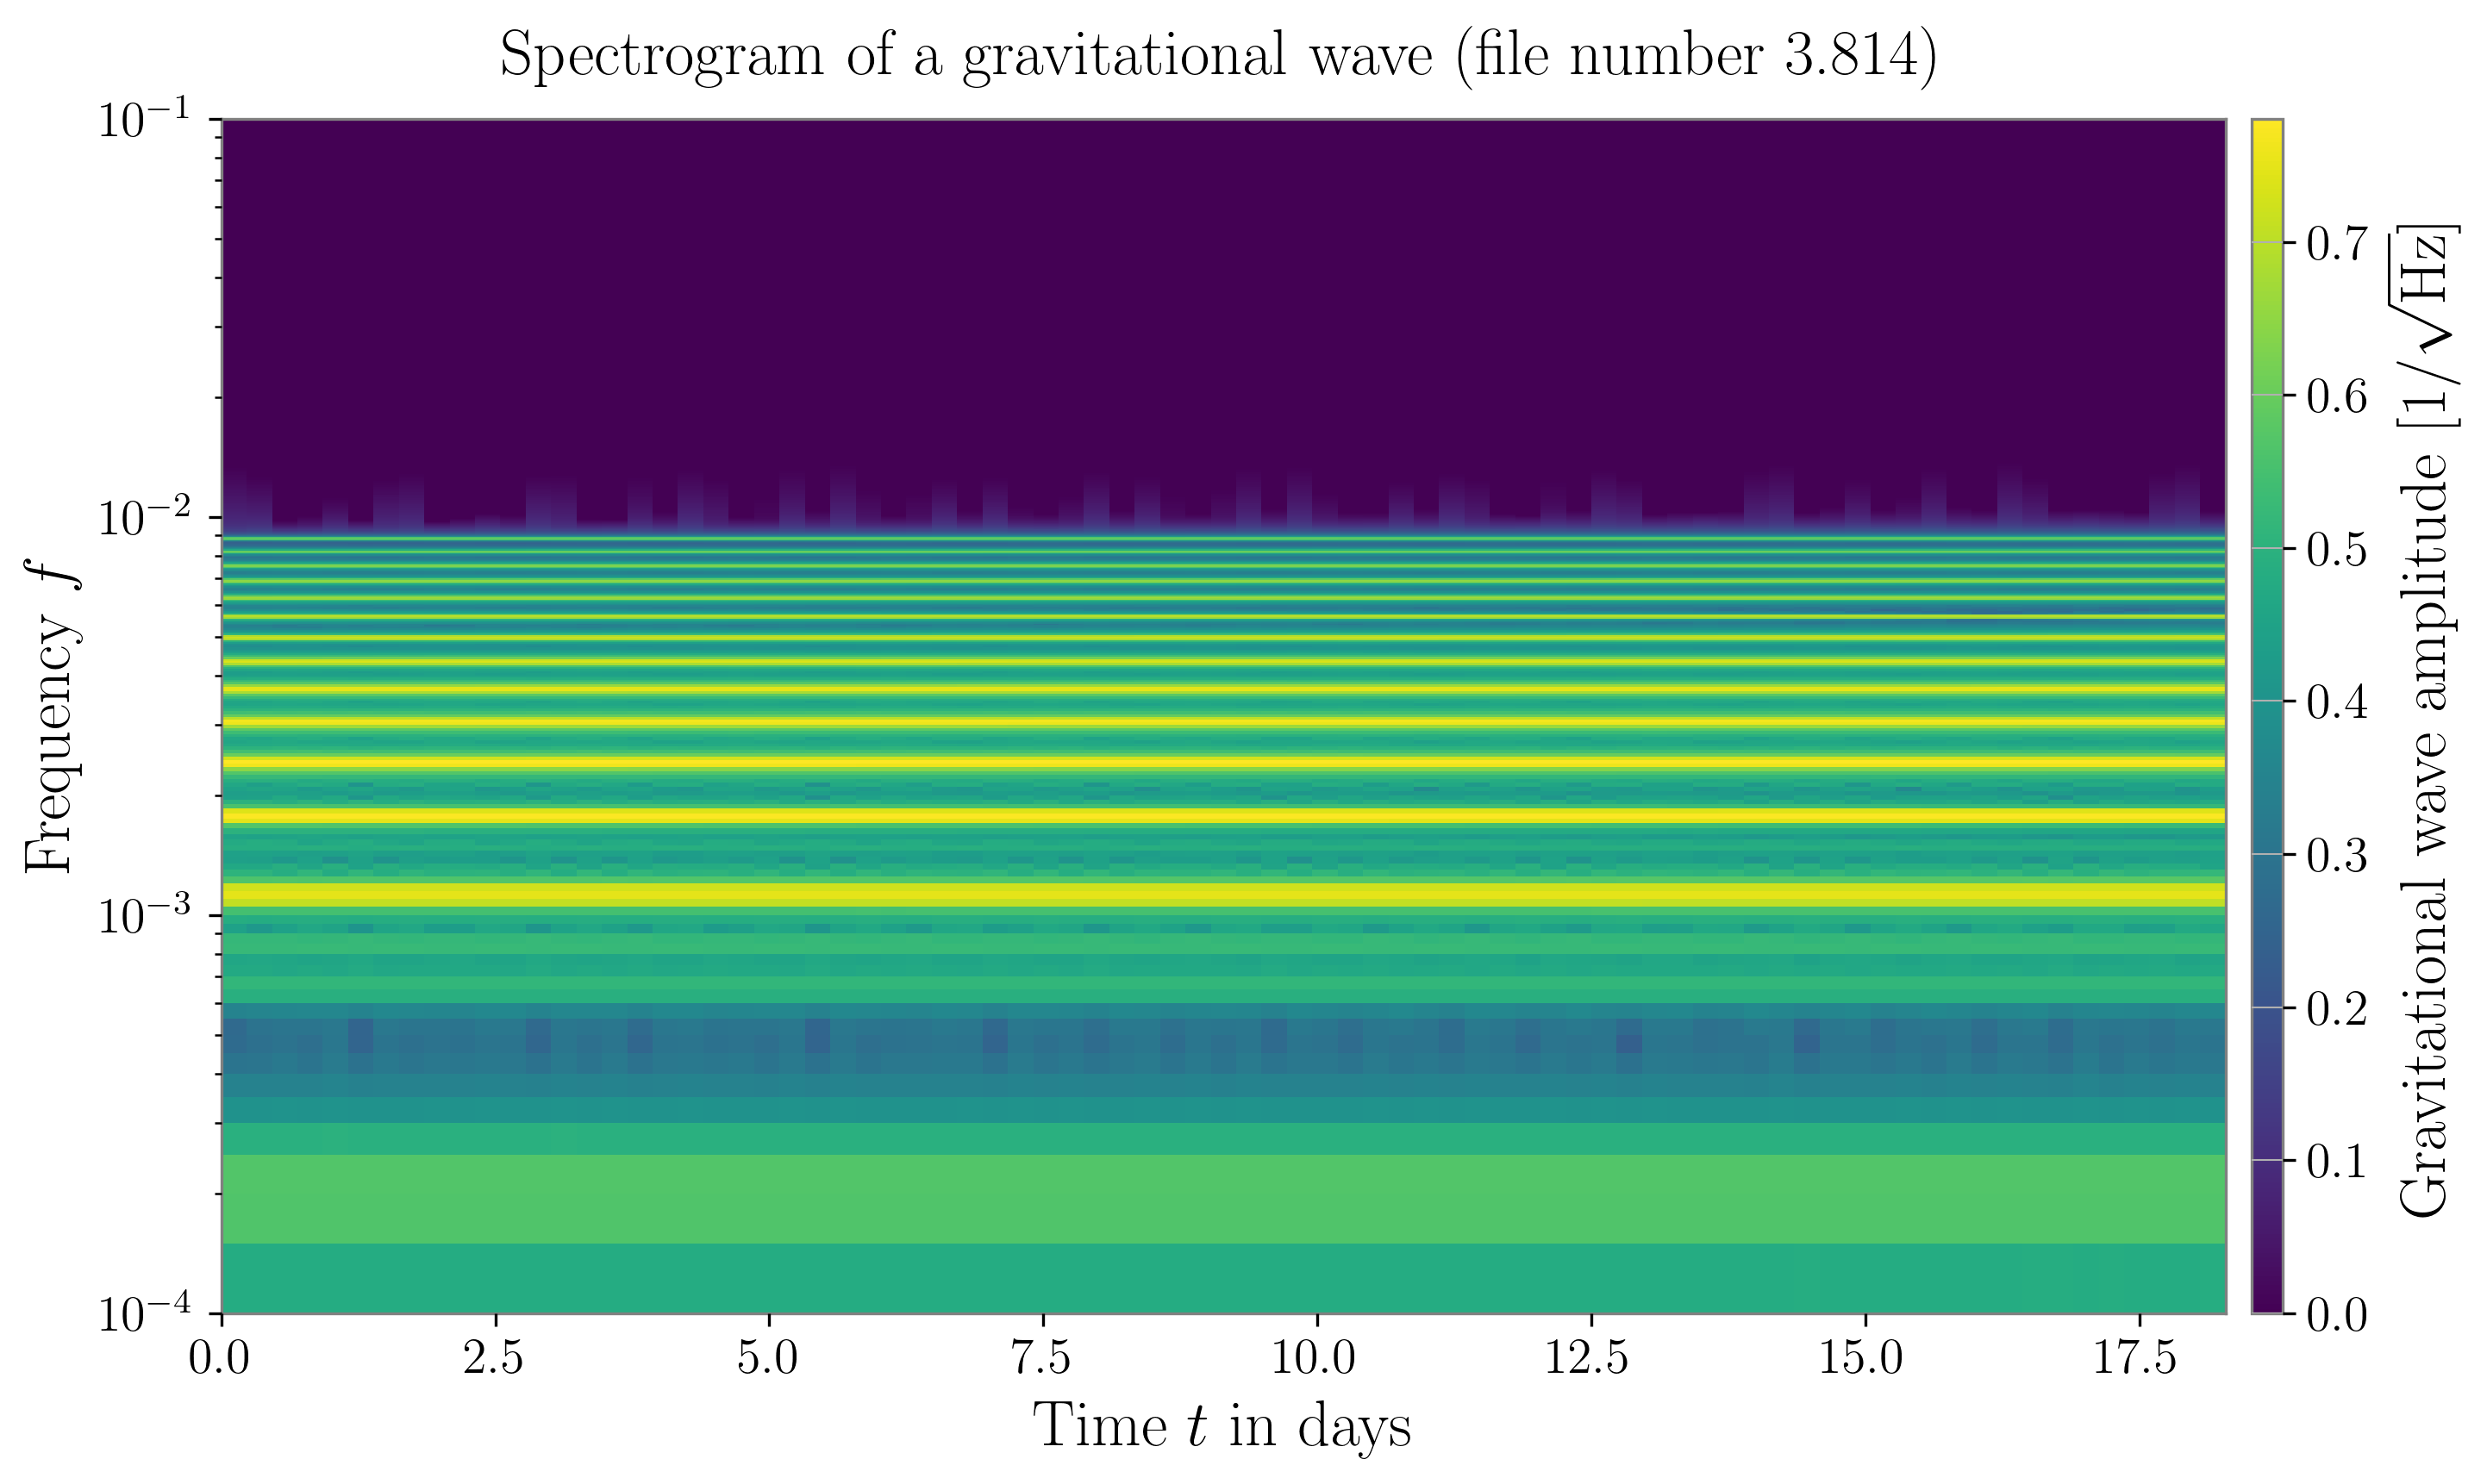 Spectrogram of a gravitational wave (file number 3.814)
Frequency f
10⁻¹
10⁻²
10⁻³
10⁻⁴
0.0 2.5 5.0 7.5 10.0 12.5 15.0 17.5
Time t in days
0.7
0.6
0.5
0.4
0.3
0.2
0.1
0.0
Gravitational wave amplitude [1/√Hz]